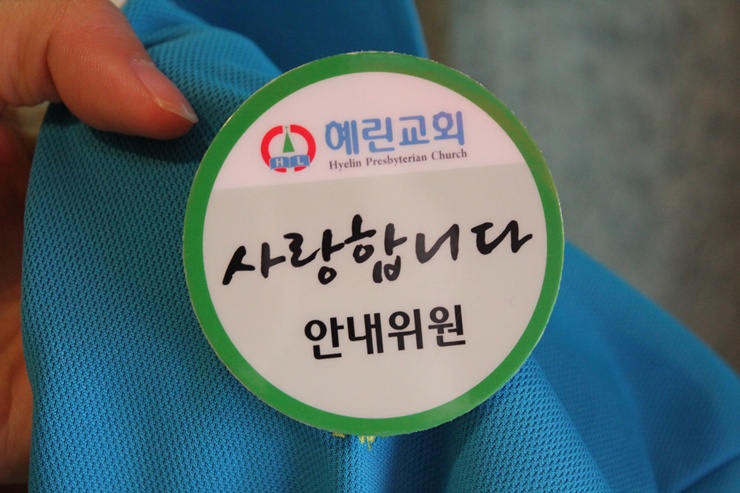 H L
혜린교회
Hyelin Presbyterian Church
사랑합니다
안내위원